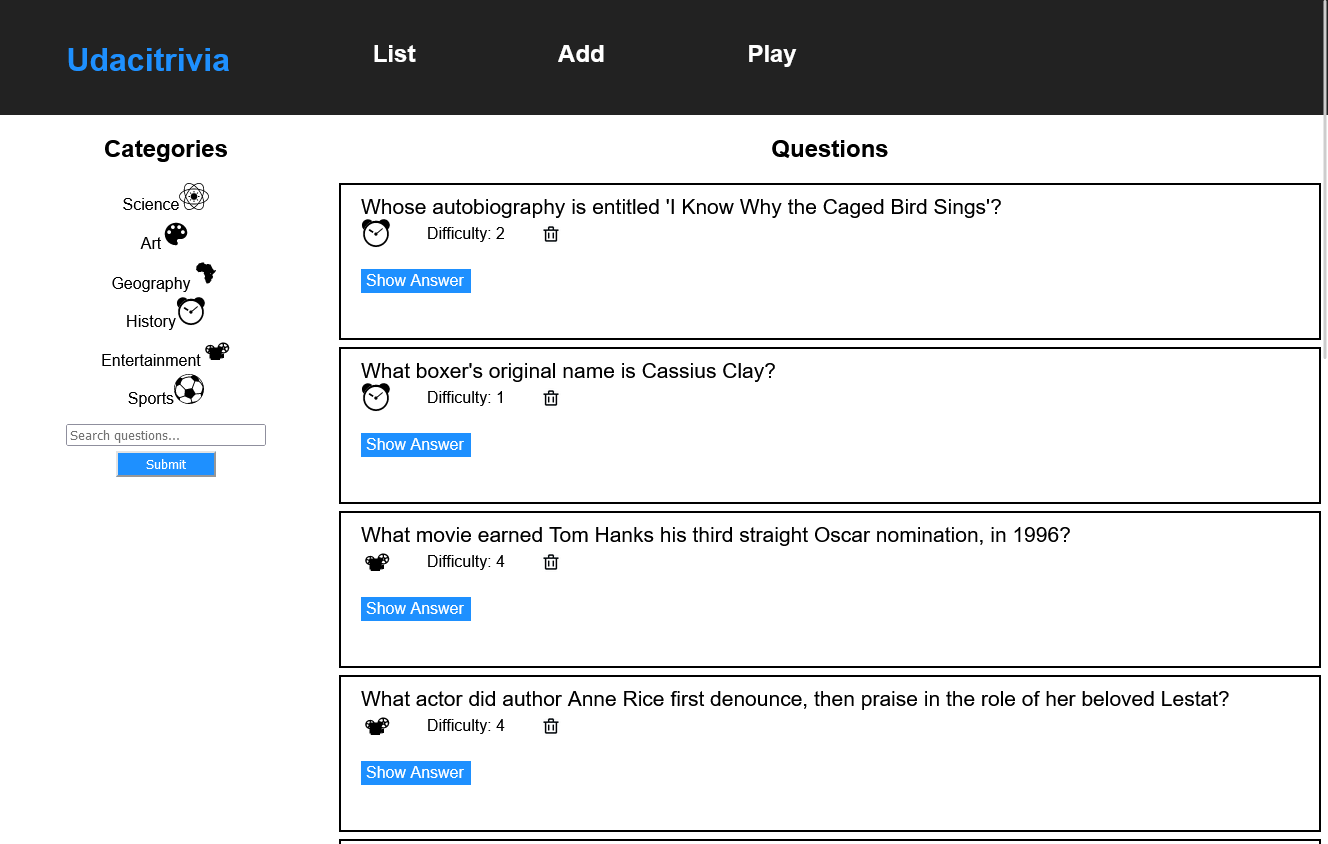 Udacitrivia
List
Add
Play
Categories
Science
Art
Geography
History
Entertainment
Sports
Search questions...
Submit
Questions
Whose autobiography is entitled 'I Know Why the Caged Bird Sings'?
Difficulty: 2
Show Answer
What boxer's original name is Cassius Clay?
Difficulty: 1
Show Answer
What movie earned Tom Hanks his third straight Oscar nomination, in 1996?
Difficulty: 4
Show Answer
What actor did author Anne Rice first denounce, then praise in the role of her beloved Lestat?
Difficulty: 4
Show Answer